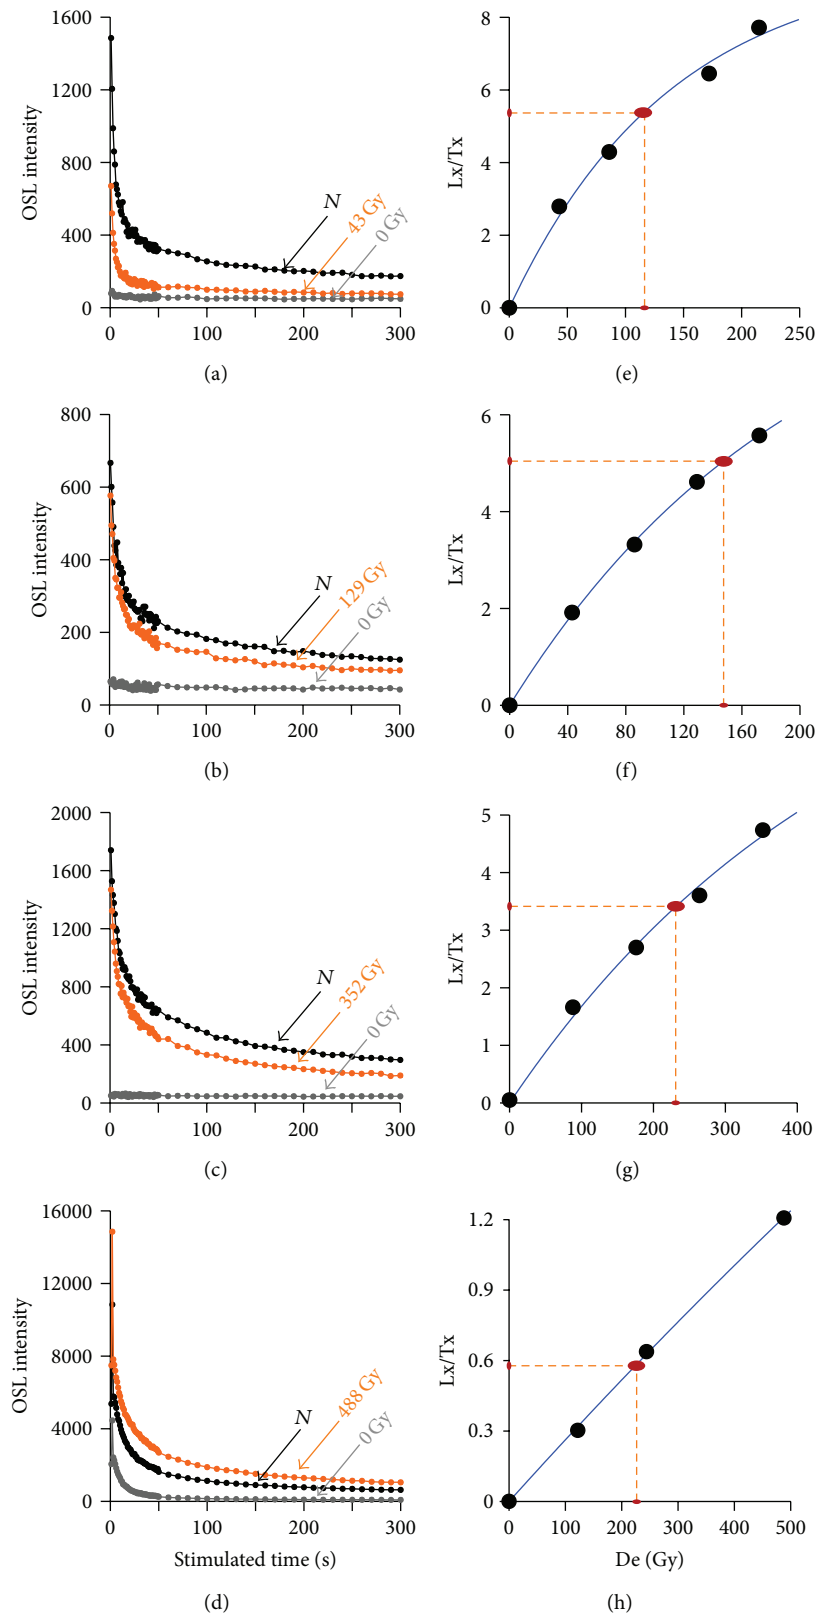 1600
1200
800
400
0
OSL intensity
N
43 Gy
0 Gy
0
100
200
300
(a)
8
6
4
2
0
Lx/Tx
0
50
100
150
200
250
(e)
800
600
400
200
0
OSL intensity
N
129 Gy
0 Gy
0
100
200
300
(b)
6
4
2
0
Lx/Tx
0
40
80
120
160
200
(f)
2000
1600
1200
800
400
0
OSL intensity
N
352 Gy
0 Gy
0
100
200
300
(c)
5
4
3
2
1
0
Lx/Tx
0
100
200
300
400
(g)
16000
12000
8000
4000
0
OSL intensity
N
488 Gy
0 Gy
0
100
200
300
Stimulated time (s)
(d)
1.2
0.9
0.6
0.3
0
Lx/Tx
0
100
200
300
400
500
De (Gy)
(h)